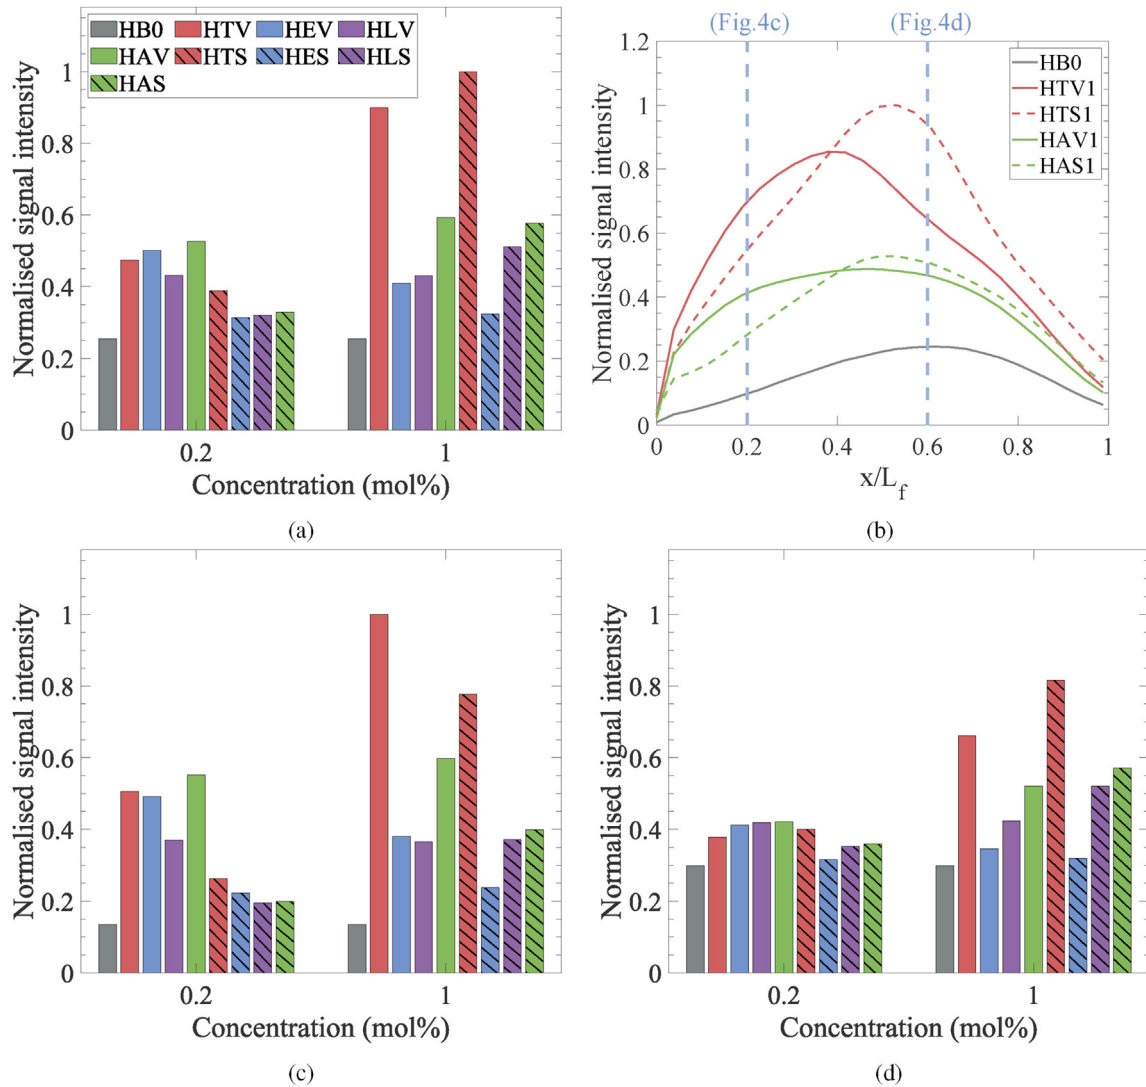 HB0 HTV HEV HLV
HAV HTS HES HLS
HAS
1
0.8
0.6
0.4
0.2
0
Normalised signal intensity
0.2 1
Concentration (mol%)
(a)
(Fig.4c) (Fig.4d)
1.2
1
0.8
0.6
0.4
0.2
0
Normalised signal intensity
HB0
HTV1
HTS1
HAV1
HAS1
0 0.2 0.4 0.6 0.8 1
x/Lf
(b)
1
0.8
0.6
0.4
0.2
0
Normalised signal intensity
0.2 1
Concentration (mol%)
(c)
1
0.8
0.6
0.4
0.2
0
Normalised signal intensity
0.2 1
Concentration (mol%)
(d)